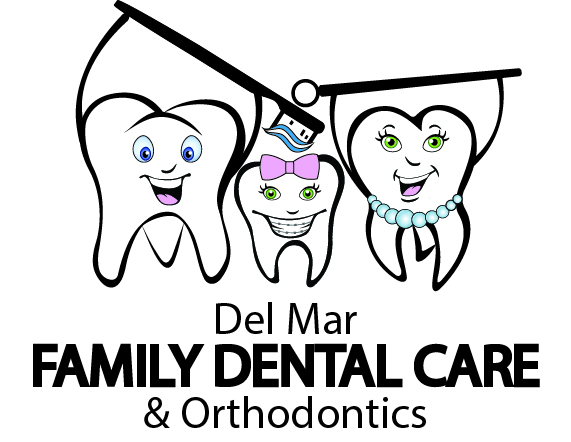 Del Mar
FAMILY DENTAL CARE
& Orthodontics